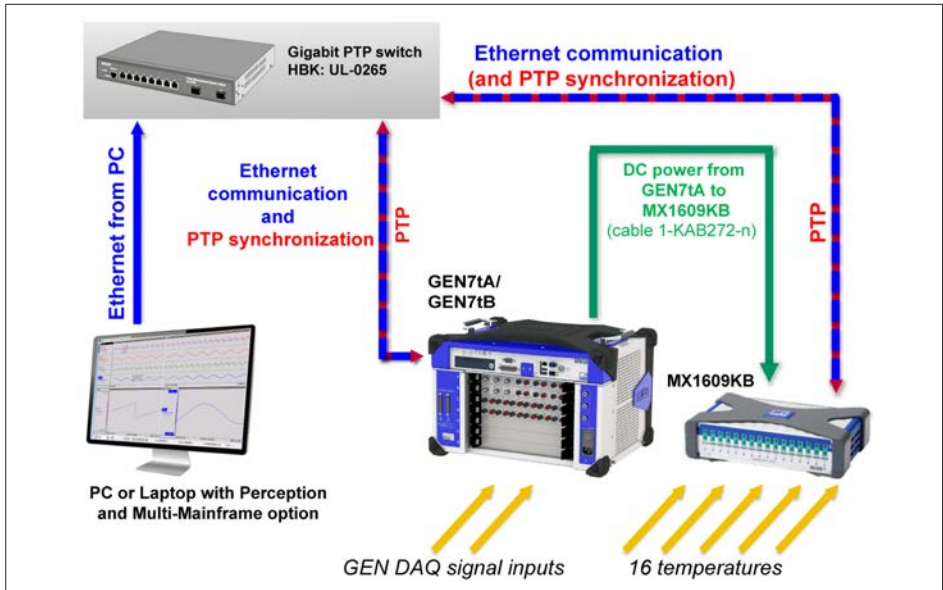 Gigabit PTP switch
HBK: UL-0265
Ethernet communication
(and PTP synchronization)
Ethernet from PC
Ethernet
communication
and
PTP synchronization
PTP
DC power from
GEN7tA to
MX1609KB
(cable 1-KAB272-n)
PTP
GEN7tA/
GEN7tB
MX1609KB
PC or Laptop with Perception
and Multi-Mainframe option
GEN DAQ signal inputs
16 temperatures